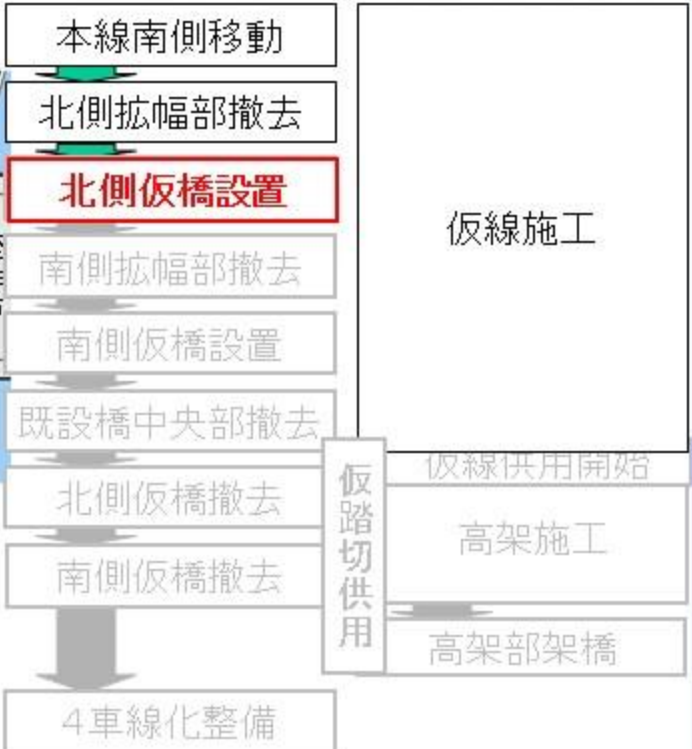 本線南側移動
北側拡幅部撤去
北側仮橋設置
南側拡幅部撤去
南側仮橋設置
既設橋中央部撤去
北側仮橋撤去
南側仮橋撤去
4車線化整備
仮踏切供用
仮線施工
仮線供用開始
高架施工
高架部架橋